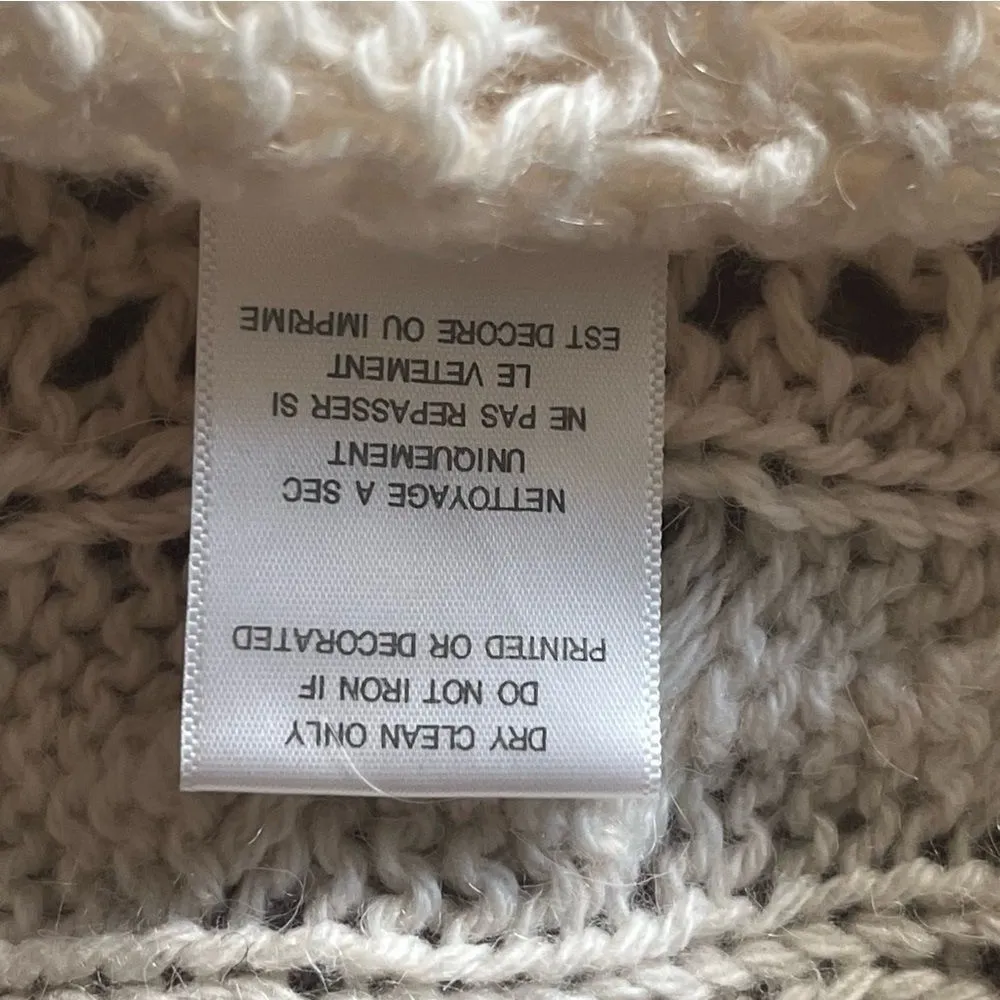 DRY CLEAN ONLY
DO NOT IRON IF
PRINTED OR DECORATED
NETTOYAGE A SEC
UNIQUEMENT
NE PAS REPASSER SI
LE VETEMENT
EST DECORE OU IMPRIME